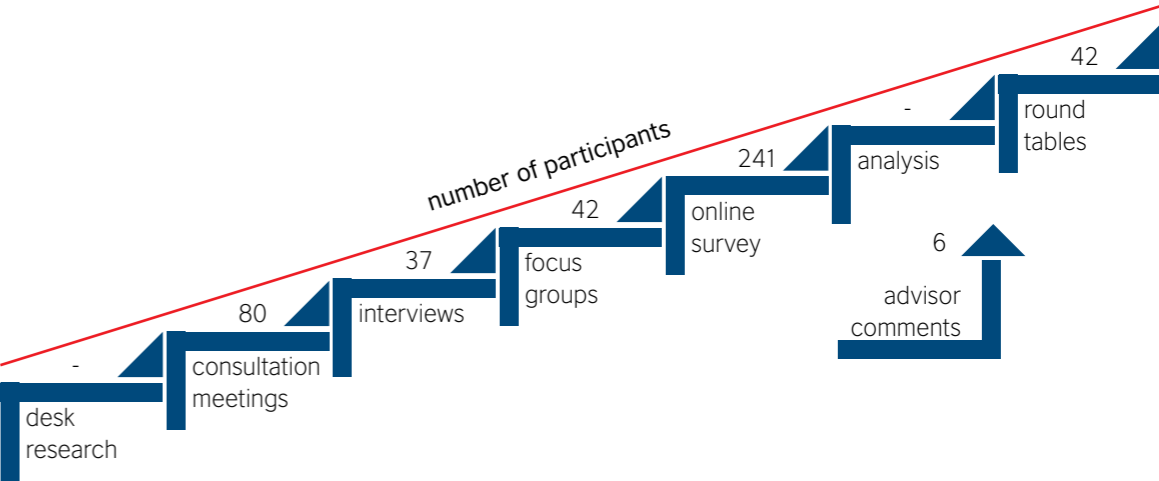 number of participants
-
desk
research
80
consultation
meetings
37
interviews
42
focus
groups
241
online
survey
-
analysis
42
round
tables
6
advisor
comments